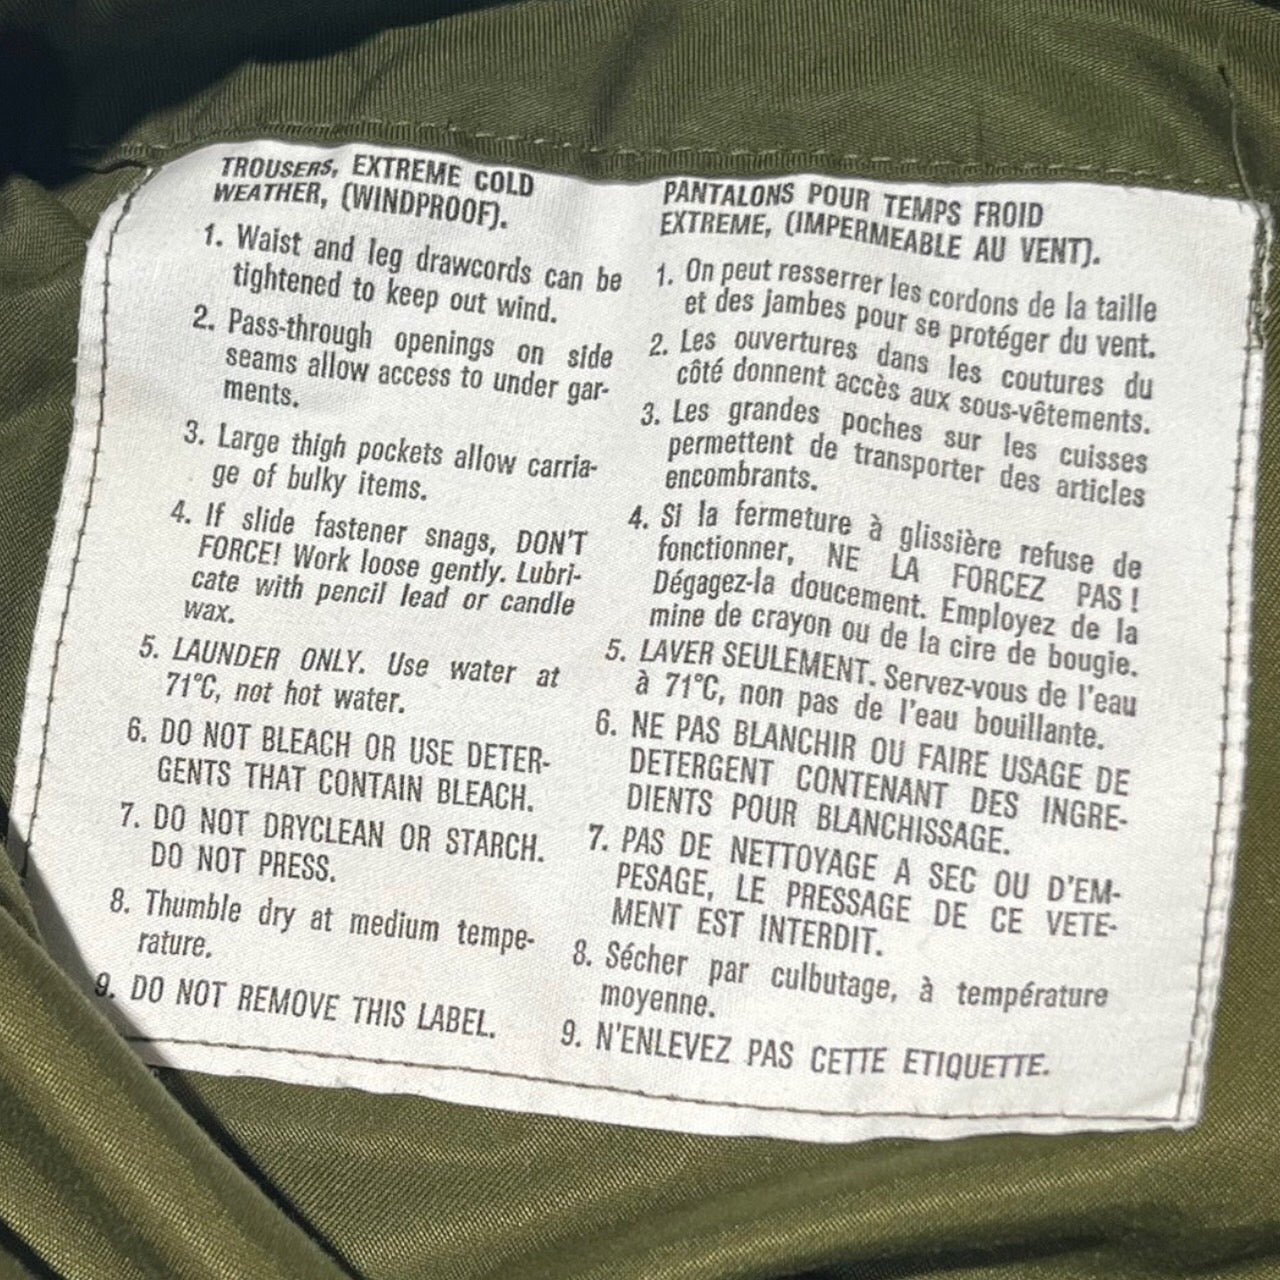 TROUSERS, EXTREME COLD
WEATHER, (WINDPROOF).
1. Waist and leg drawcords can be
tightened to keep out wind.
2. Pass-through openings on side
seams allow access to under gar-
ments.
3. Large thigh pockets allow carria-
ge of bulky items.
4. If slide fastener snags, DON'T
FORCE! Work loose gently. Lubri-
cate with pencil lead or candle
wax.
5. LAUNDER ONLY. Use water at
71°C, not hot water.
6. DO NOT BLEACH OR USE DETER-
GENTS THAT CONTAIN BLEACH.
7. DO NOT DRYCLEAN OR STARCH.
DO NOT PRESS.
8. Thumble dry at medium tempe-
rature.
9. DO NOT REMOVE THIS LABEL.
PANTALONS POUR TEMPS FROID
EXTREME, (IMPERMEABLE AU VENT).
1. On peut resserrer les cordons de la taille
et des jambes pour se protéger du vent.
2. Les ouvertures dans les coutures du
côté donnent accès aux sous-vêtements.
3. Les grandes poches sur les cuisses
permettent de transporter des articles
encombrants.
4. Si la fermeture à glissière refuse de
fonctionner, NE LA FORCEZ PAS!
Dégagez-la doucement. Employez de la
mine de crayon ou de la cire de bougie.
5. LAVER SEULEMENT. Servez-vous de l'eau
à 71°C, non pas de l'eau bouillante.
6. NE PAS BLANCHIR OU FAIRE USAGE DE
DETERGENT CONTENANT DES INGRE-
DIENTS POUR BLANCHISSAGE.
7. PAS DE NETTOYAGE A SEC OU D'EM-
PESAGE, LE PRESSAGE DE CE VETE-
MENT EST INTERDIT.
8. Sécher par culbutage, à température
moyenne.
9. N'ENLEVEZ PAS CETTE ETIQUETTE.